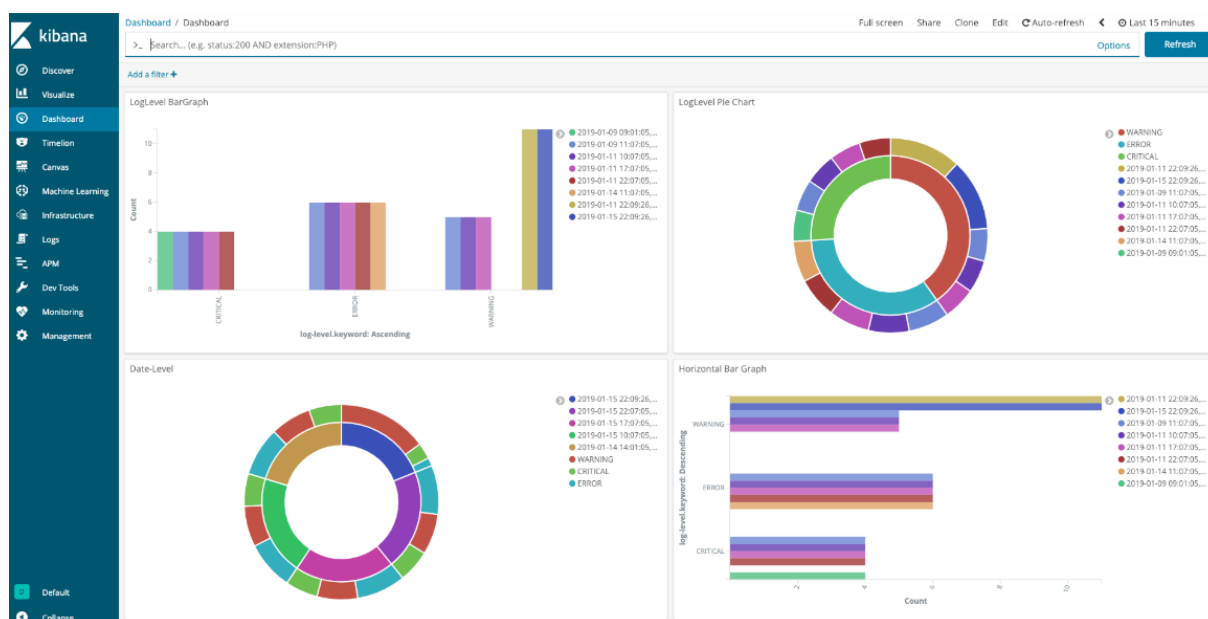 kibana
Discover
Visualize
Dashboard
Timelion
Canvas
Machine Learning
Infrastructure
Logs
APM
Dev Tools
Monitoring
Management
D
Default
Collapse
Dashboard / Dashboard
Full screen Share Clone Edit Auto-refresh Last 15 minutes
>_ Search... (e.g. status:200 AND extension:PHP)
Options
Refresh
Add a filter +
LogLevel BarGraph
10
8
6
4
2
0
Count
CRITICAL
ERROR
WARNING
log-level.keyword: Ascending
2019-01-09 09:01:05,...
2019-01-09 11:07:05,...
2019-01-11 10:07:05,...
2019-01-11 17:07:05,...
2019-01-11 22:07:05,...
2019-01-14 11:07:05,...
2019-01-11 22:09:26,...
2019-01-15 22:09:26,...
LogLevel Pie Chart
WARNING
ERROR
CRITICAL
2019-01-11 22:09:26,...
2019-01-15 22:09:26,...
2019-01-09 11:07:05,...
2019-01-11 10:07:05,...
2019-01-11 17:07:05,...
2019-01-11 22:07:05,...
2019-01-14 11:07:05,...
2019-01-09 09:01:05,...
Date-Level
2019-01-15 22:09:26,...
2019-01-15 22:07:05,...
2019-01-15 17:07:05,...
2019-01-15 10:07:05,...
2019-01-14 14:01:05,...
WARNING
CRITICAL
ERROR
Horizontal Bar Graph
log-level.keyword: Descending
WARNING
ERROR
CRITICAL
2
4
6
8
10
Count
2019-01-11 22:09:26,...
2019-01-15 22:09:26,...
2019-01-09 11:07:05,...
2019-01-11 10:07:05,...
2019-01-11 17:07:05,...
2019-01-11 22:07:05,...
2019-01-14 11:07:05,...
2019-01-09 09:01:05,...